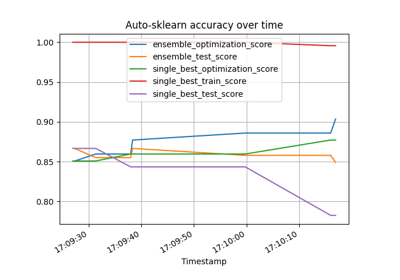 Auto-sklearn accuracy over time
ensemble_optimization_score
ensemble_test_score
single_best_optimization_score
single_best_train_score
single_best_test_score
1.00
0.95
0.90
0.85
0.80
17:09:30
17:09:40
17:09:50
17:10:00
17:10:10
Timestamp